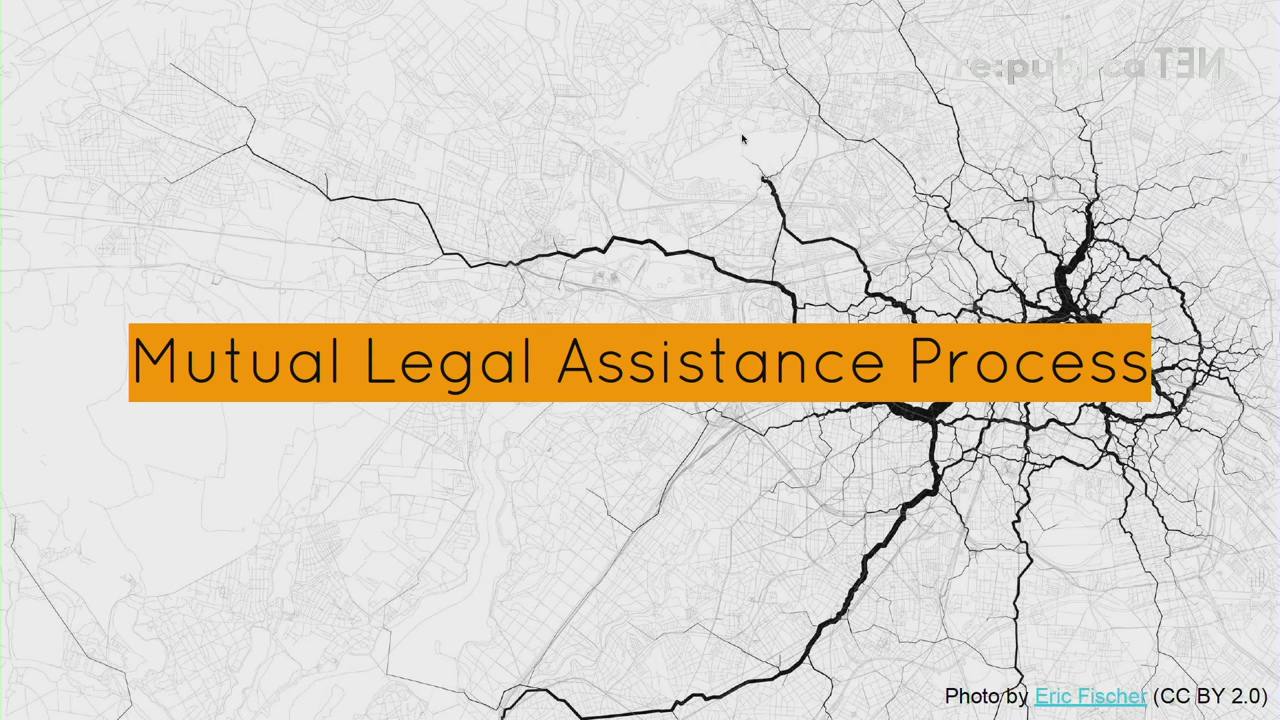 re:publica TEN
Mutual Legal Assistance Process
Photo by Eric Fischer (CC BY 2.0)